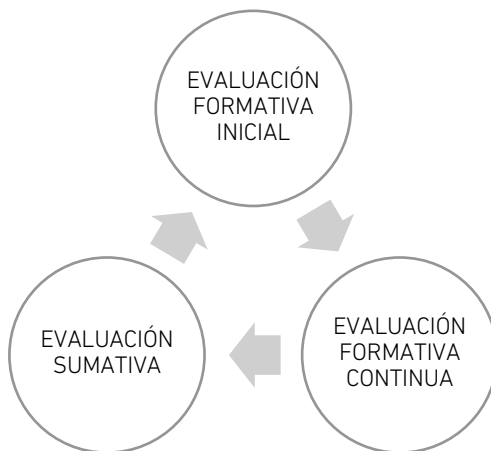 EVALUACIÓN
FORMATIVA
INICIAL
EVALUACIÓN
SUMATIVA
EVALUACIÓN
FORMATIVA
CONTINUA